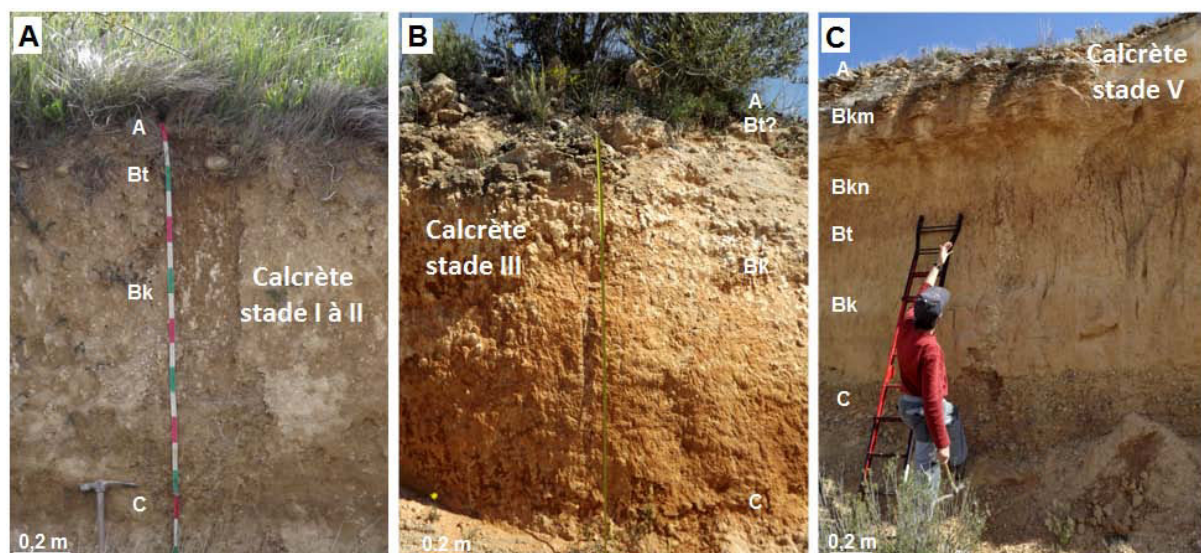 A
A
Bt
Bk
Calcrète
stade I à II
C
0,2 m
B
A
Bt?
Calcrète
stade III
Bk
C
0,2 m
C
A
Calcrète
stade V
Bkm
Bkn
Bt
Bk
C
0,2 m